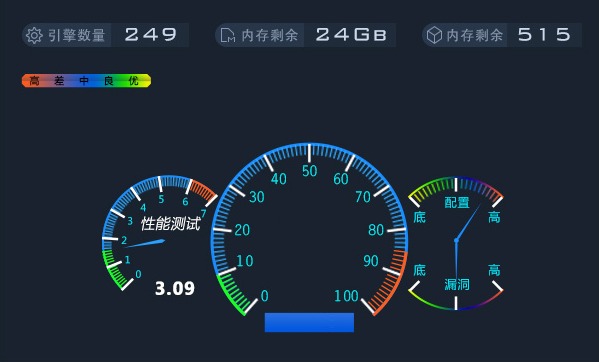 引擎数量 249
内存剩余 24GB
内存剩余 515
高 差 中 良 优
0 1 2 3 4 5 6 7
性能测试
3.09
0 10 20 30 40 50 60 70 80 90 100
配置
底 高
底 高
漏洞